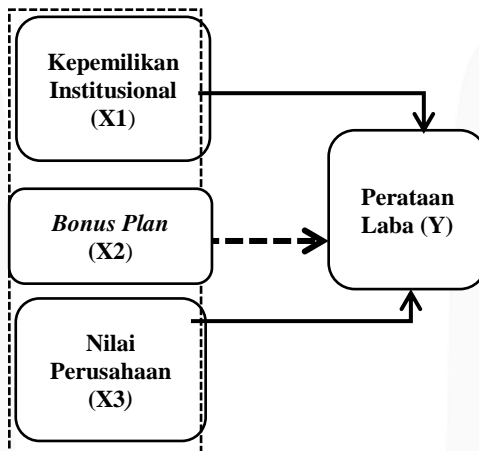 Kepemilikan
Institusional
(X1)
Perataan
Laba (Y)
Bonus Plan
(X2)
Nilai
Perusahaan
(X3)